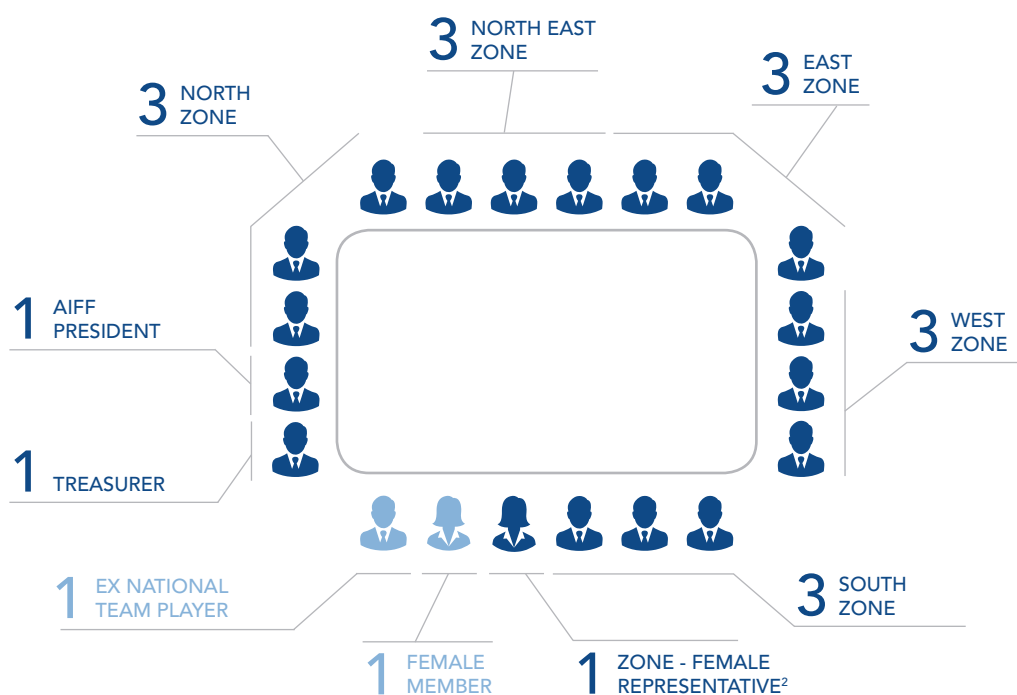 3 NORTH EAST
ZONE
3 EAST
ZONE
3 NORTH
ZONE
1 AIFF
PRESIDENT
3 WEST
ZONE
1 TREASURER
1 EX NATIONAL
TEAM PLAYER
3 SOUTH
ZONE
1 FEMALE
MEMBER
1 ZONE - FEMALE
REPRESENTATIVE²